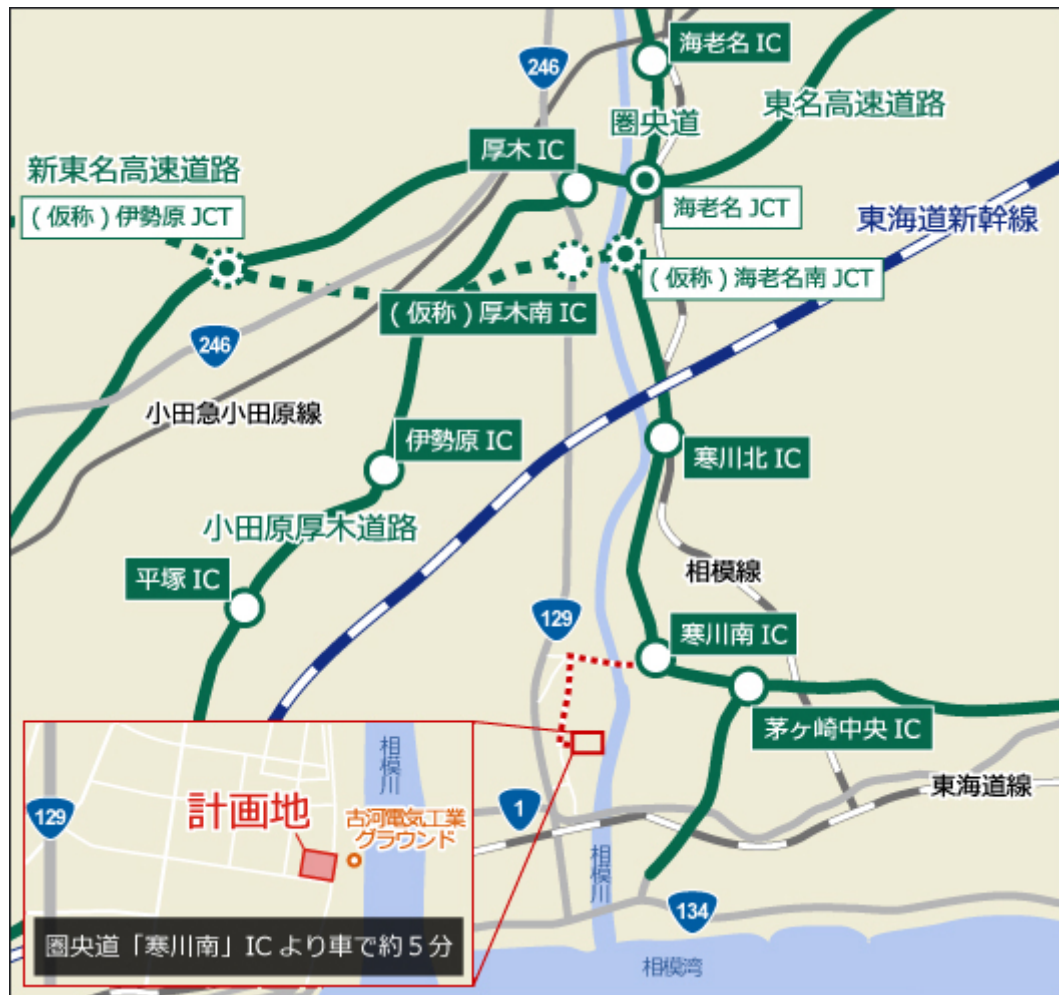 海老名 IC
246
東名高速道路
圏央道
厚木 IC
新東名高速道路
(仮称)伊勢原 JCT
海老名 JCT
東海道新幹線
(仮称)海老名南 JCT
(仮称)厚木南 IC
246
小田急小田原線
伊勢原 IC
寒川北 IC
小田原厚木道路
相模線
平塚 IC
129
寒川南 IC
茅ヶ崎中央 IC
東海道線
1
相模川
134
相模湾
相模川
129
計画地
古河電気工業
グラウンド
圏央道「寒川南」IC より車で約5分